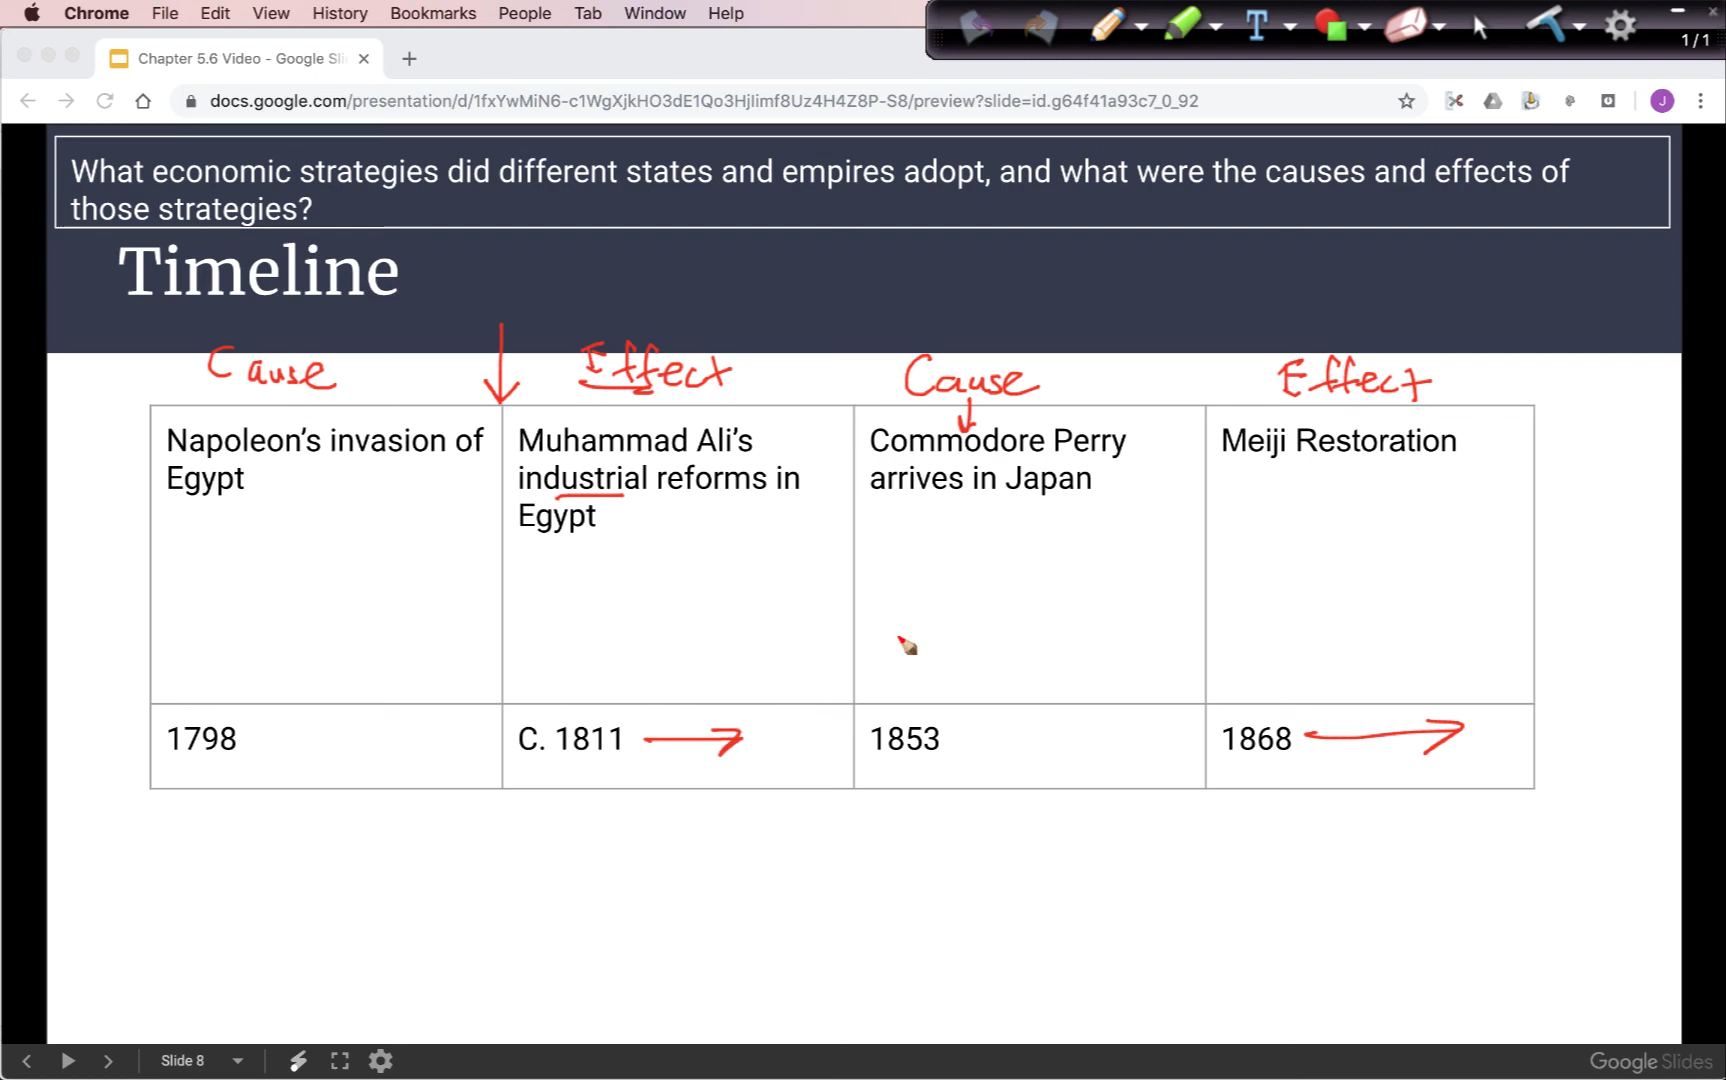 Chrome File Edit View History Bookmarks People Tab Window Help
1/1
Chapter 5.6 Video - Google Sli
docs.google.com/presentation/d/1fxYwMiN6-c1WgXjkHO3dE1Qo3HjIimf8Uz4H4Z8P-S8/preview?slide=id.g64f41a93c7_0_92
J
What economic strategies did different states and empires adopt, and what were the causes and effects of
those strategies?
Timeline
Cause Effect Cause Effect
Napoleon’s invasion of
Egypt
Muhammad Ali’s
industrial reforms in
Egypt
Commodore Perry
arrives in Japan
Meiji Restoration
1798 C. 1811 1853 1868
Slide 8
Google Slides